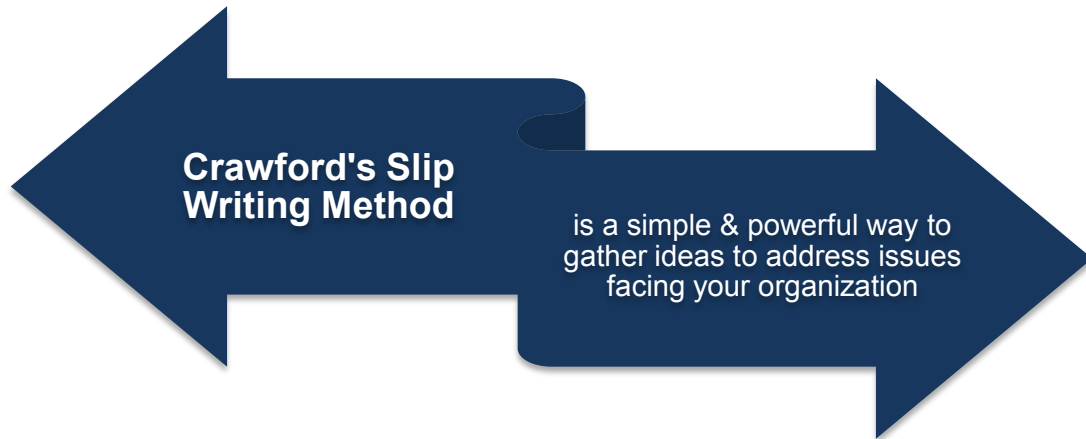 Crawford's Slip
Writing Method
is a simple & powerful way to
gather ideas to address issues
facing your organization